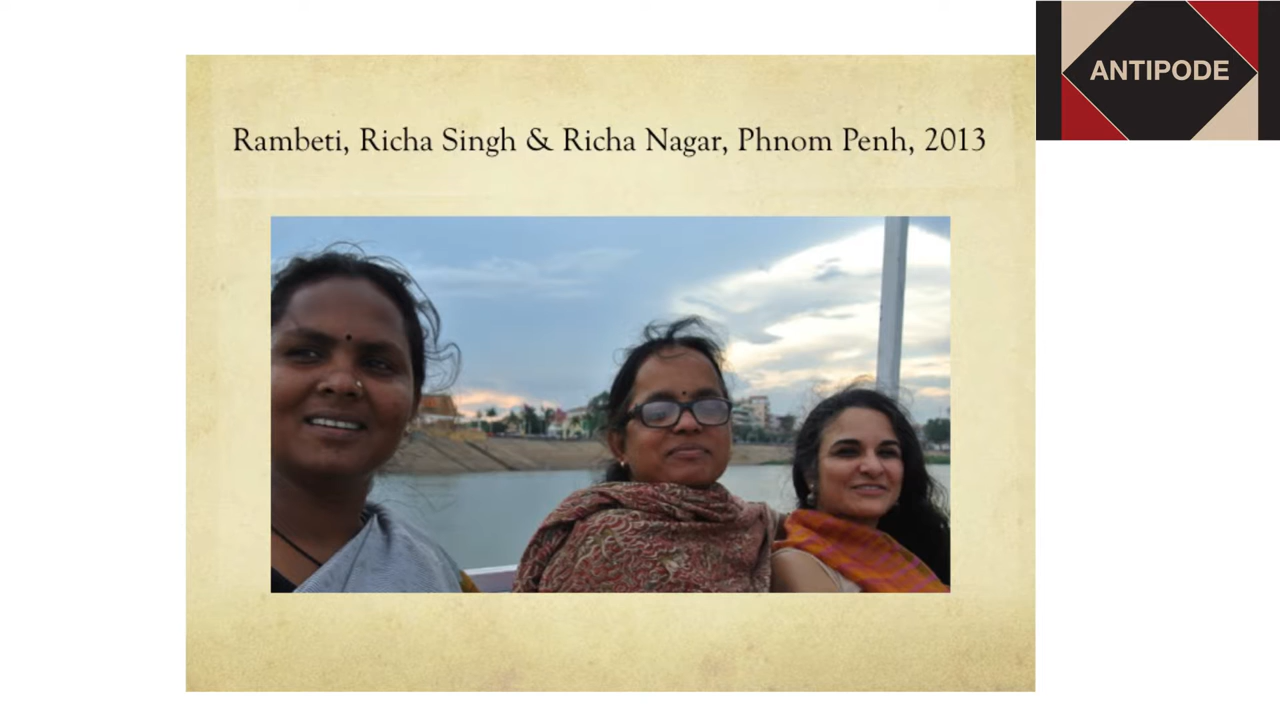 ANTIPODE
Rambeti, Richa Singh & Richa Nagar, Phnom Penh, 2013